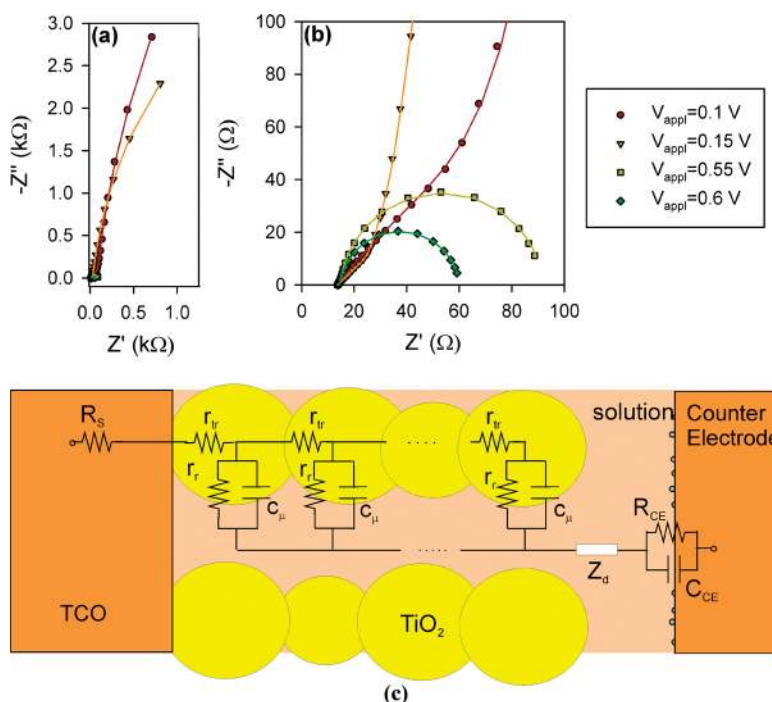 (a)
-Z'' (kΩ)
3.0
2.5
2.0
1.5
1.0
0.5
0.0
0.0 0.5 1.0
Z' (kΩ)
(b)
-Z'' (Ω)
100
80
60
40
20
0
20 40 60 80 100
Z' (Ω)
V_appl=0.1 V
V_appl=0.15 V
V_appl=0.55 V
V_appl=0.6 V
R_S
r_tr
r_tr
r_tr
r_r
r_r
r_r
c_μ
c_μ
c_μ
solution
Counter
Electrode
R_CE
C_CE
Z_d
TCO
TiO₂
(c)